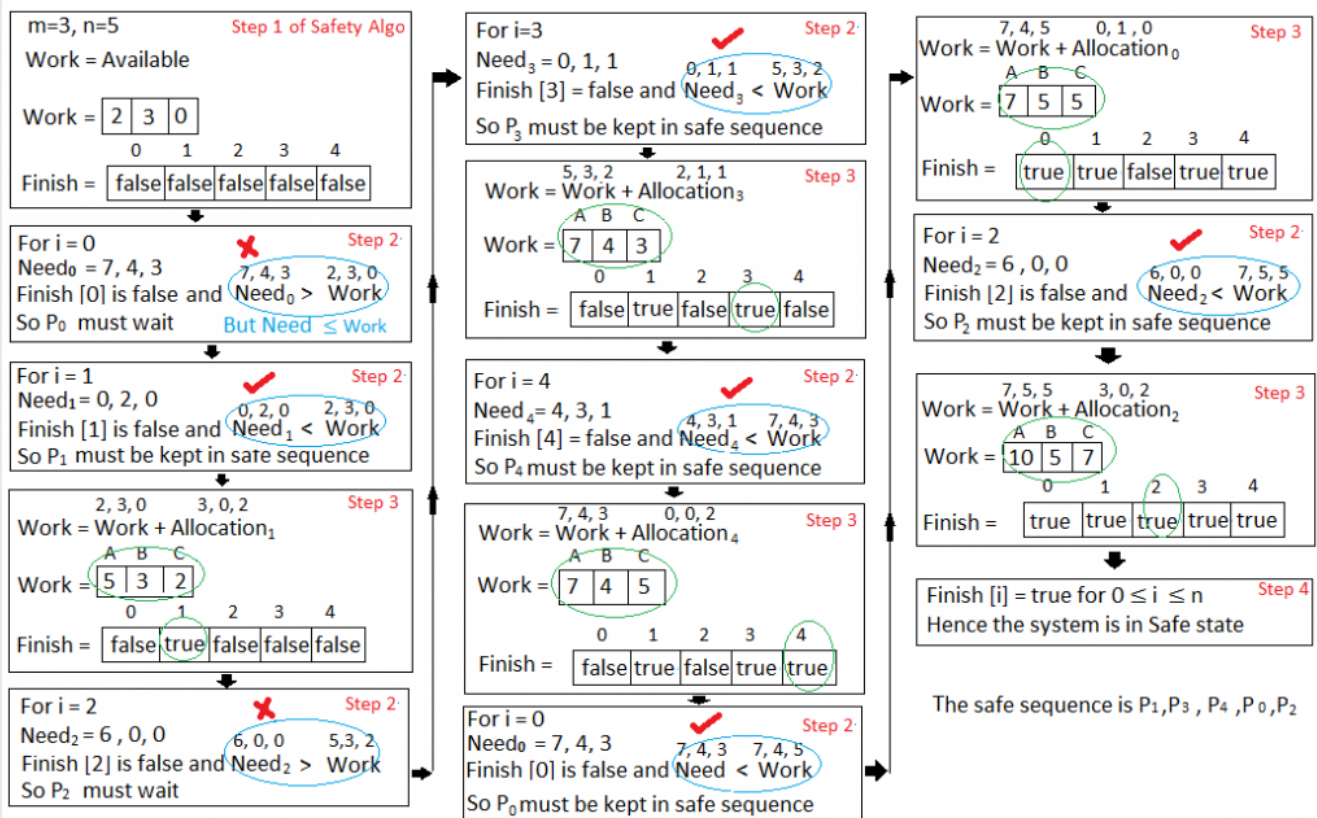 m=3, n=5 Step 1 of Safety Algo
Work = Available
Work = 2 3 0
0 1 2 3 4
Finish = false false false false false
For i = 0 Step 2
Need₀ = 7, 4, 3
7, 4, 3 2, 3, 0
Finish [0] is false and Need₀ > Work
So P₀ must wait But Need ≤ Work
For i = 1 Step 2
Need₁= 0, 2, 0
0, 2, 0 2, 3, 0
Finish [1] is false and Need₁ < Work
So P₁ must be kept in safe sequence
2, 3, 0 3, 0, 2 Step 3
Work = Work + Allocation₁
A B C
Work = 5 3 2
0 1 2 3 4
Finish = false true false false false
For i = 2 Step 2
Need₂= 6 , 0, 0
6, 0, 0 5,3, 2
Finish [2] is false and Need₂ > Work
So P₂ must wait
For i=3 Step 2
Need₃ = 0, 1, 1
0, 1, 1 5, 3, 2
Finish [3] = false and Need₃ < Work
So P₃ must be kept in safe sequence
5, 3, 2 2, 1, 1 Step 3
Work = Work + Allocation₃
A B C
Work = 7 4 3
0 1 2 3 4
Finish = false true false true false
For i = 4 Step 2
Need₄= 4, 3, 1
4, 3, 1 7, 4, 3
Finish [4] = false and Need₄ < Work
So P₄ must be kept in safe sequence
7, 4, 3 0, 0, 2 Step 3
Work = Work + Allocation₄
A B C
Work = 7 4 5
0 1 2 3 4
Finish = false true false true true
For i = 0 Step 2
Need₀ = 7, 4, 3
7, 4, 3 7, 4, 5
Finish [0] is false and Need < Work
So P₀ must be kept in safe sequence
7, 4, 5 0, 1 , 0 Step 3
Work = Work + Allocation₀
A B C
Work = 7 5 5
0 1 2 3 4
Finish = true true false true true
For i = 2 Step 2
Need₂= 6 , 0, 0
6, 0, 0 7, 5, 5
Finish [2] is false and Need₂ < Work
So P₂ must be kept in safe sequence
7, 5, 5 3, 0, 2 Step 3
Work = Work + Allocation₂
A B C
Work = 10 5 7
0 1 2 3 4
Finish = true true true true true
Finish [i] = true for 0 ≤ i ≤ n Step 4
Hence the system is in Safe state
The safe sequence is P₁,P₃ , P₄ ,P₀,P₂